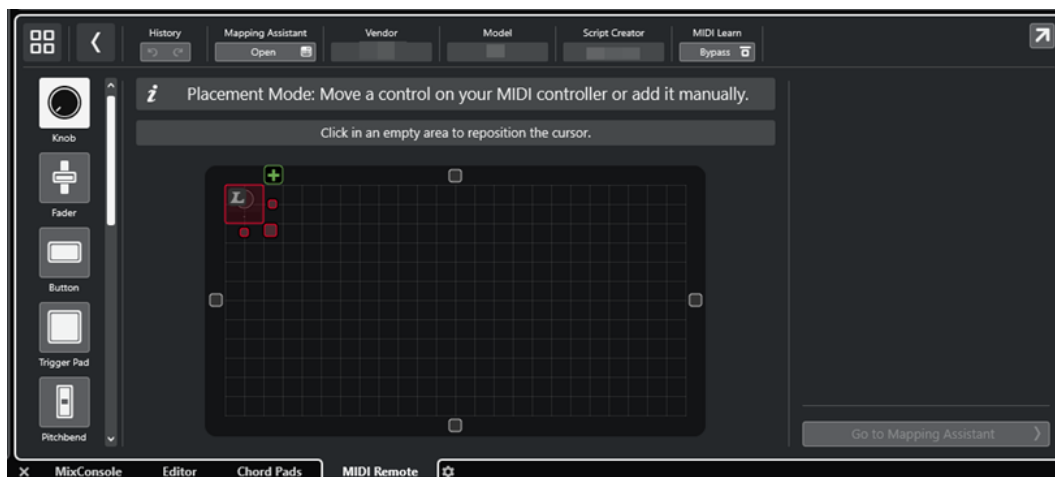 History Mapping Assistant Vendor Model Script Creator MIDI Learn
Open Bypass
i Placement Mode: Move a control on your MIDI controller or add it manually.
Click in an empty area to reposition the cursor.
Knob
L
Fader
Button
Trigger Pad
Pitchbend
Go to Mapping Assistant
MixConsole Editor Chord Pads MIDI Remote